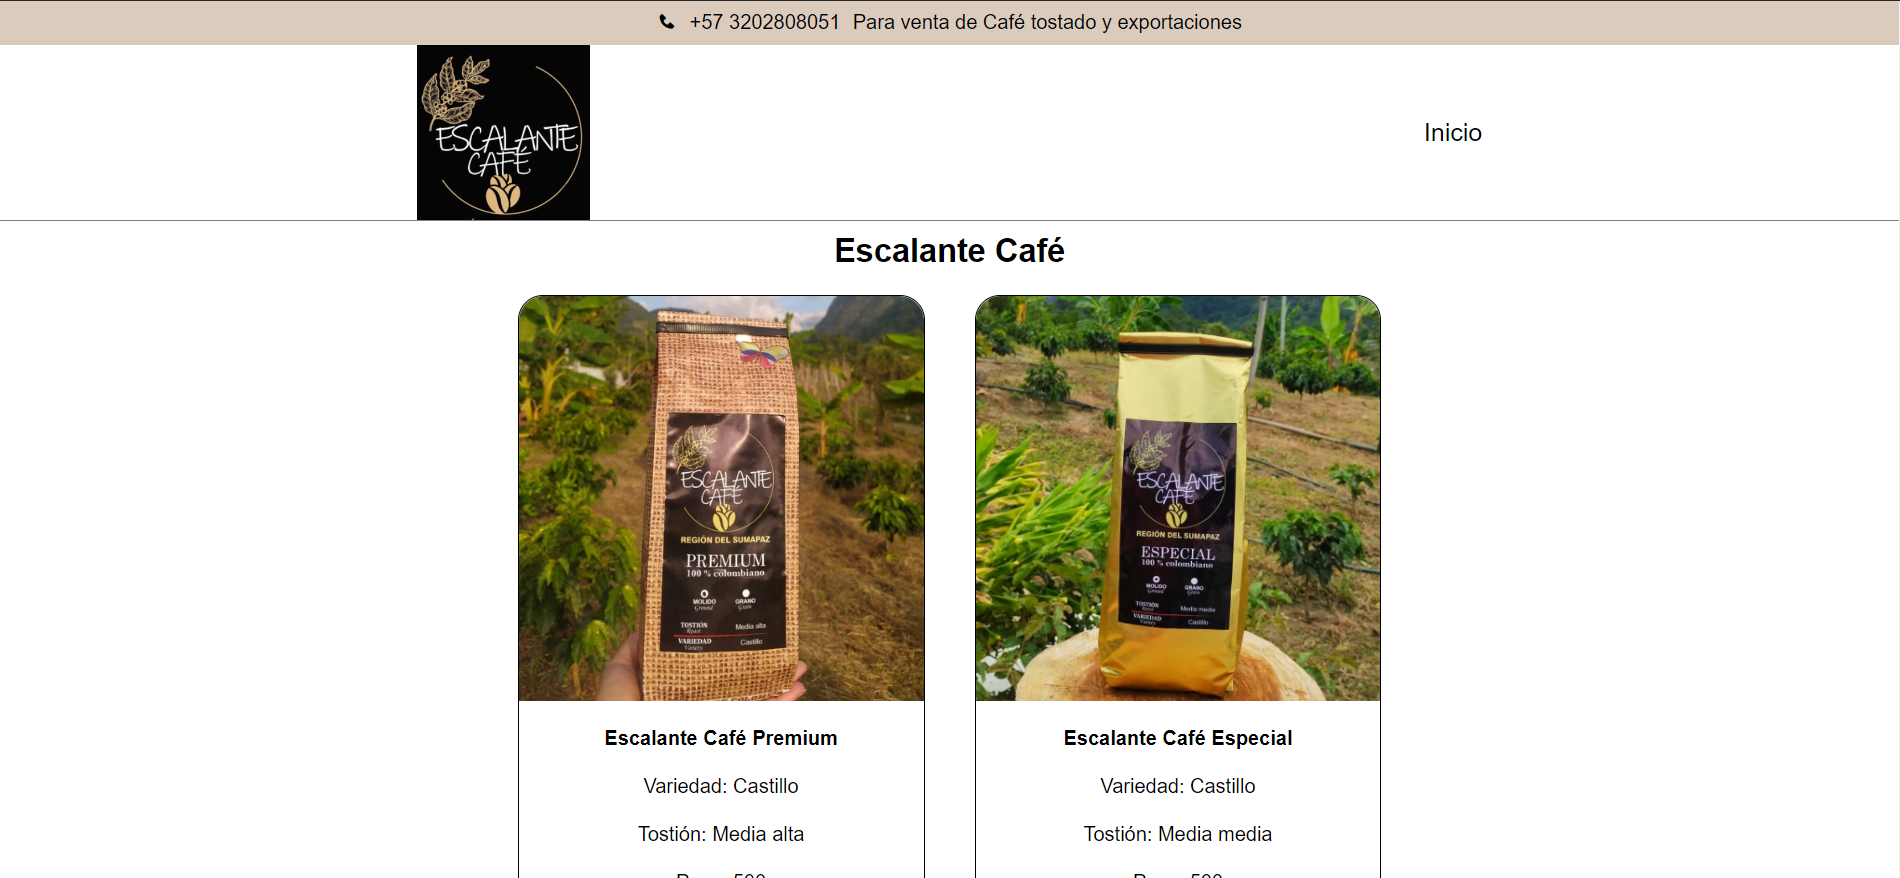 +57 3202808051 Para venta de Café tostado y exportaciones
ESCALANTE
CAFÉ
Inicio
Escalante Café
ESCALANTE
CAFÉ
REGIÓN DEL SUMAPAZ
PREMIUM
100 % colombiano
MOLIDO GRANO
Ground Grain
TOSTIÓN Media alta
Roast
VARIEDAD Castillo
Variety
ESCALANTE
CAFÉ
REGIÓN DEL SUMAPAZ
ESPECIAL
100 % colombiano
MOLIDO GRANO
Ground Grain
TOSTIÓN Media media
Roast
VARIEDAD Castillo
Variety
Escalante Café Premium
Variedad: Castillo
Tostión: Media alta
Escalante Café Especial
Variedad: Castillo
Tostión: Media media